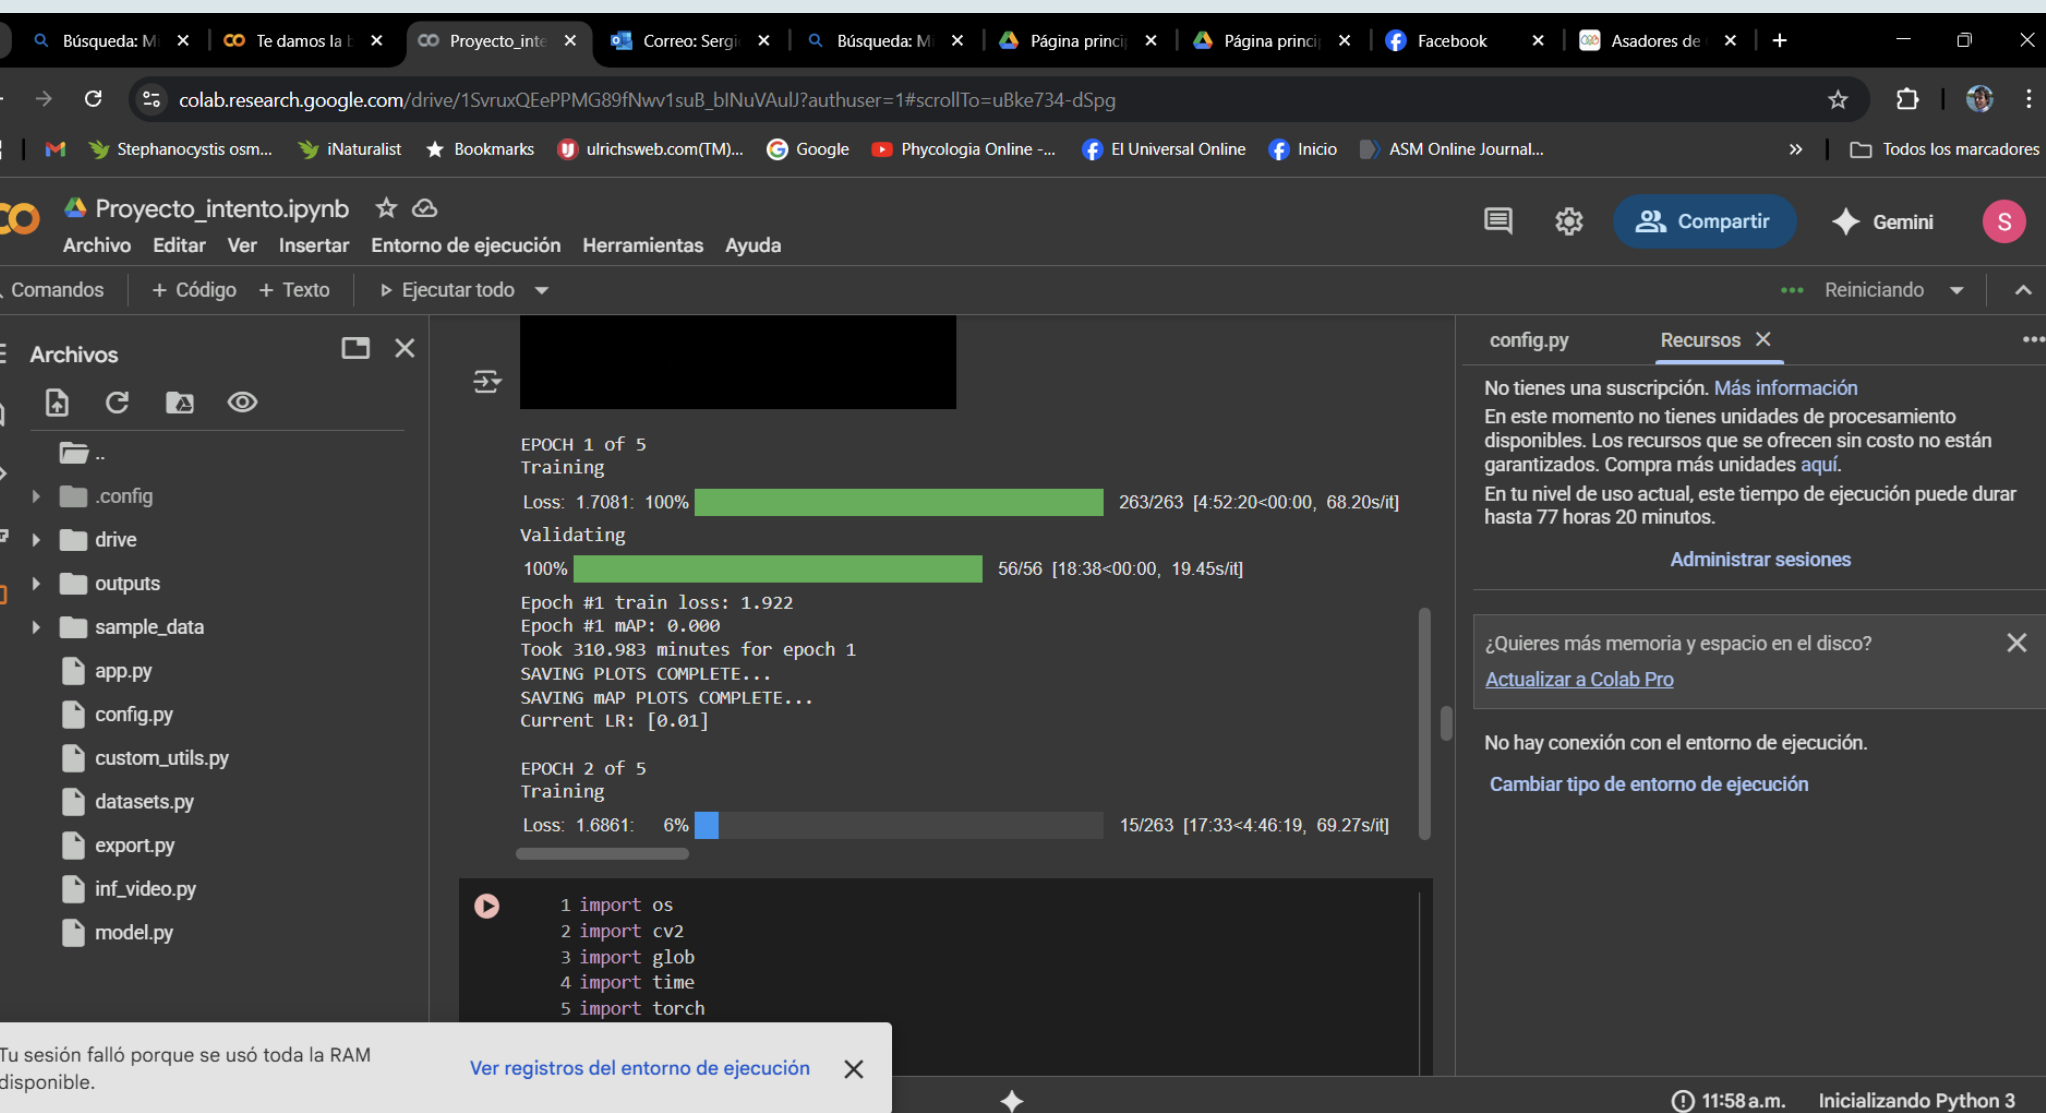 Búsqueda: Mi
Te damos la b
Proyecto_inte
Correo: Sergi
Búsqueda: Mi
Página princip
Página princip
Facebook
Asadores de
colab.research.google.com/drive/1SvruxQEePPMG89fNwv1suB_bINuVAulJ?authuser=1#scrollTo=uBke734-dSpg
Stephanocystis osm...
iNaturalist
Bookmarks
ulrichsweb.com(TM)...
Google
Phycologia Online -...
El Universal Online
Inicio
ASM Online Journal...
»
Todos los marcadores
Proyecto_intento.ipynb
Compartir
Gemini
S
Archivo Editar Ver Insertar Entorno de ejecución Herramientas Ayuda
Comandos + Código + Texto Ejecutar todo
Reiniciando
Archivos
..
.config
drive
outputs
sample_data
app.py
config.py
custom_utils.py
datasets.py
export.py
inf_video.py
model.py
EPOCH 1 of 5
Training
Loss: 1.7081: 100% 263/263 [4:52:20<00:00, 68.20s/it]
Validating
100% 56/56 [18:38<00:00, 19.45s/it]
Epoch #1 train loss: 1.922
Epoch #1 mAP: 0.000
Took 310.983 minutes for epoch 1
SAVING PLOTS COMPLETE...
SAVING mAP PLOTS COMPLETE...
Current LR: [0.01]
EPOCH 2 of 5
Training
Loss: 1.6861: 6% 15/263 [17:33<4:46:19, 69.27s/it]
1 import os
2 import cv2
3 import glob
4 import time
5 import torch
config.py
Recursos
No tienes una suscripción. Más información
En este momento no tienes unidades de procesamiento
disponibles. Los recursos que se ofrecen sin costo no están
garantizados. Compra más unidades aquí.
En tu nivel de uso actual, este tiempo de ejecución puede durar
hasta 77 horas 20 minutos.
Administrar sesiones
¿Quieres más memoria y espacio en el disco?
Actualizar a Colab Pro
No hay conexión con el entorno de ejecución.
Cambiar tipo de entorno de ejecución
Tu sesión falló porque se usó toda la RAM
disponible.
Ver registros del entorno de ejecución
11:58 a.m. Inicializando Python 3